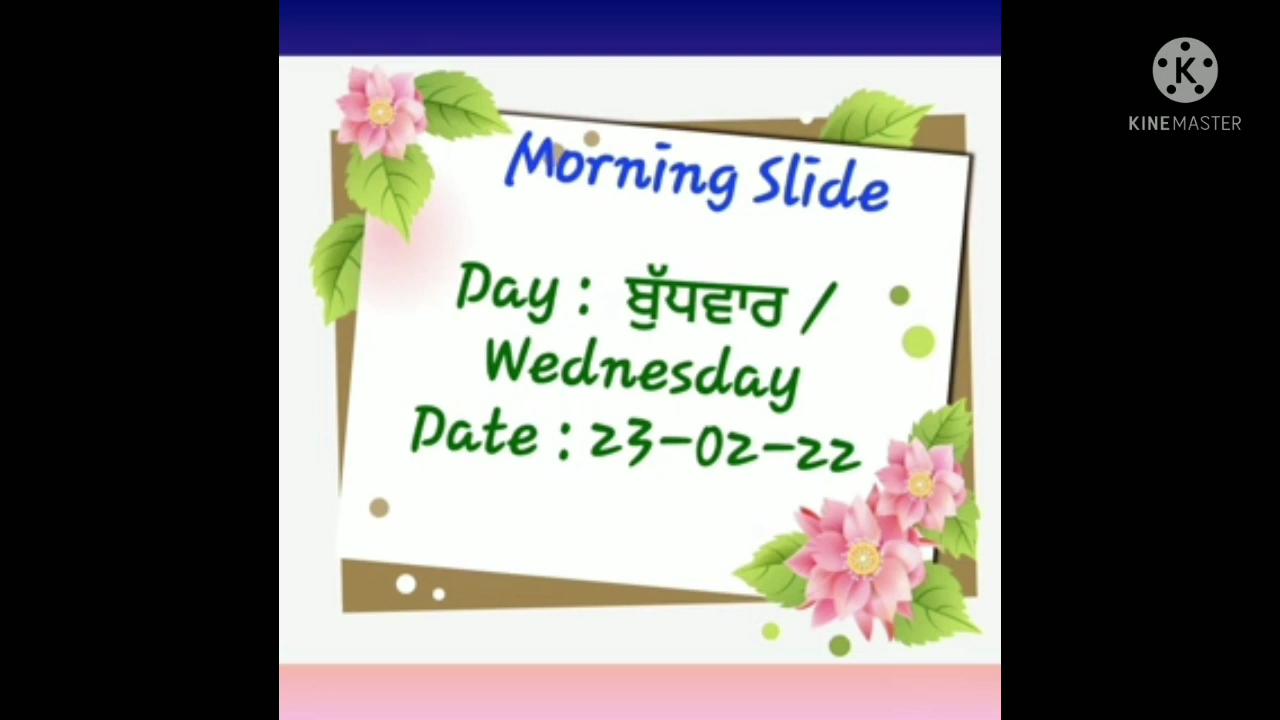 KINEMASTER
Morning Slide
Day : ਬੁੱਧਵਾਰ /
Wednesday
Date : 23-02-22